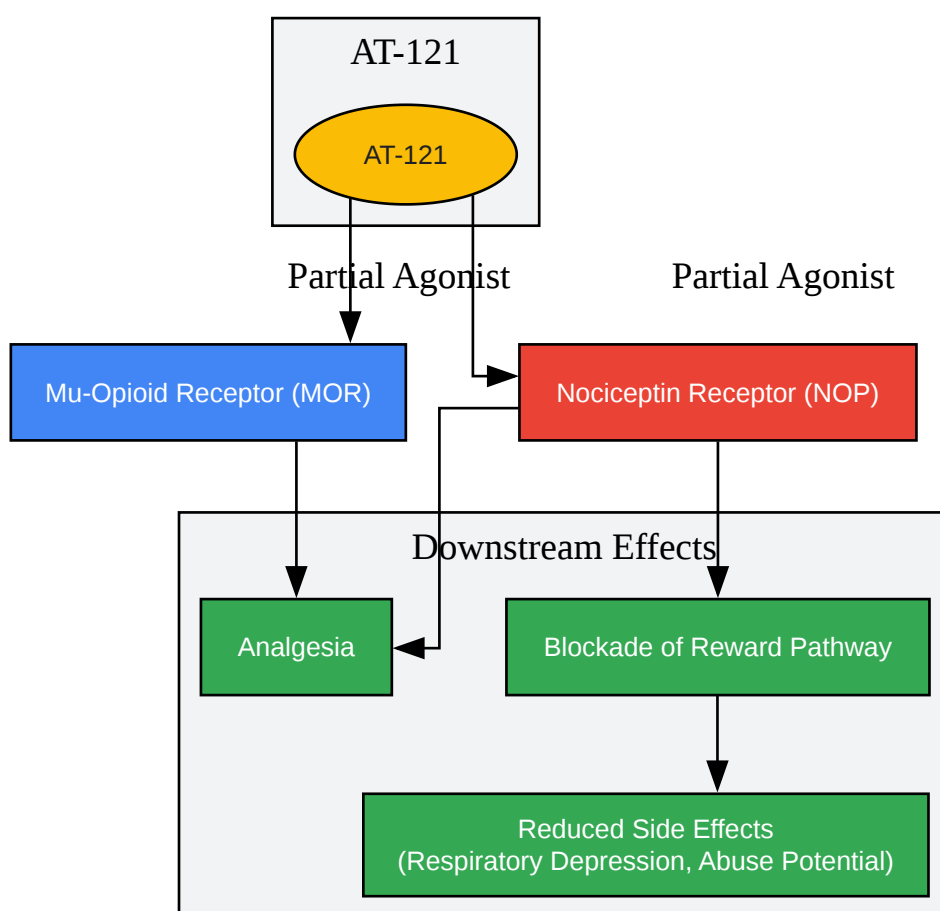 AT-121
AT-121
Partial Agonist
Partial Agonist
Mu-Opioid Receptor (MOR)
Nociceptin Receptor (NOP)
Downstream Effects
Analgesia
Blockade of Reward Pathway
Reduced Side Effects
(Respiratory Depression, Abuse Potential)